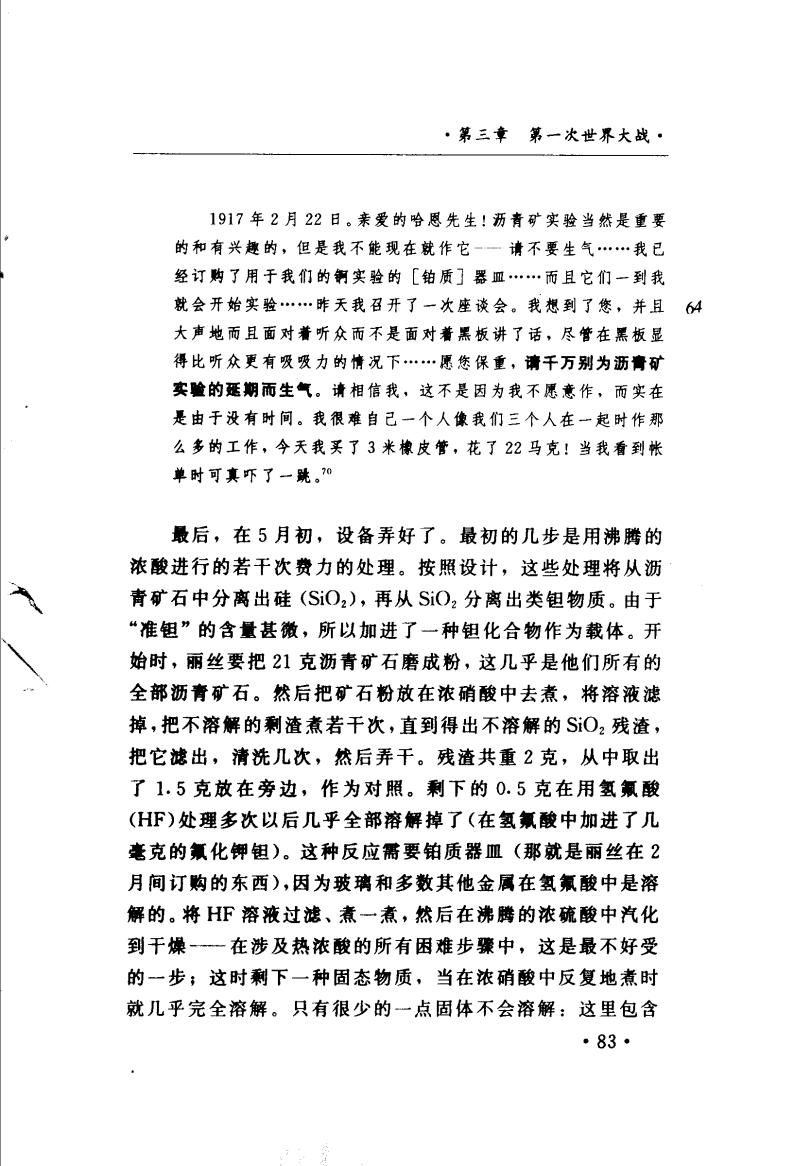 ·第三章 第一次世界大战·
1917 年 2 月 22 日。亲爱的哈恩先生！沥青矿实验当然是重要
的和有兴趣的，但是我不能现在就作它——请不要生气……我已
经订购了用于我们的锕实验的［铂质］器皿……而且它们一到我
就会开始实验……昨天我召开了一次座谈会。我想到了您，并且
64
大声地而且面对着听众而不是面对着黑板讲了话，尽管在黑板显
得比听众更有吸吸力的情况下……愿您保重，请千万别为沥青矿
实验的延期而生气。请相信我，这不是因为我不愿意作，而实在
是由于没有时间。我很难自己一个人像我们三个人在一起时作那
么多的工作，今天我买了 3 米橡皮管，花了 22 马克！当我看到帐
单时可真吓了一跳。70
最后，在 5 月初，设备弄好了。最初的几步是用沸腾的
浓酸进行的若干次费力的处理。按照设计，这些处理将从沥
青矿石中分离出硅 (SiO₂)，再从 SiO₂ 分离出类钽物质。由于
“准钽”的含量甚微，所以加进了一种钽化合物作为载体。开
始时，丽丝要把 21 克沥青矿石磨成粉，这几乎是他们所有的
全部沥青矿石。然后把矿石粉放在浓硝酸中去煮，将溶液滤
掉，把不溶解的剩渣煮若干次，直到得出不溶解的 SiO₂ 残渣，
把它滤出，清洗几次，然后弄干。残渣共重 2 克，从中取出
了 1.5 克放在旁边，作为对照。剩下的 0.5 克在用氢氟酸
(HF)处理多次以后几乎全部溶解掉了(在氢氟酸中加进了几
毫克的氟化钾钽)。这种反应需要铂质器皿（那就是丽丝在 2
月间订购的东西)，因为玻璃和多数其他金属在氢氟酸中是溶
解的。将 HF 溶液过滤、煮一煮，然后在沸腾的浓硫酸中汽化
到干燥——在涉及热浓酸的所有困难步骤中，这是最不好受
的一步；这时剩下一种固态物质，当在浓硝酸中反复地煮时
就几乎完全溶解。只有很少的一点固体不会溶解：这里包含
·83·